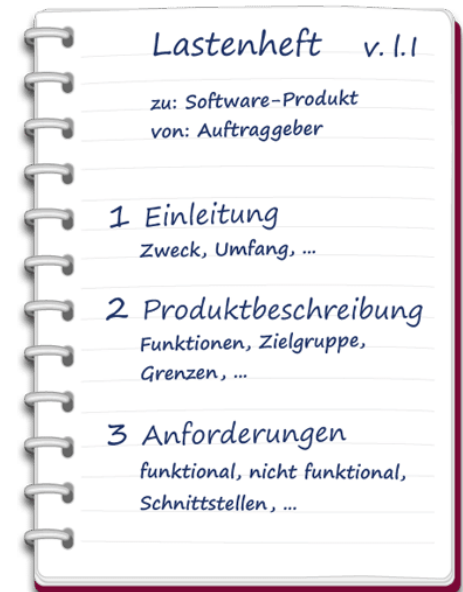 Lastenheft v. 1.1
zu: Software-Produkt
von: Auftraggeber
1 Einleitung
Zweck, Umfang, ...
2 Produktbeschreibung
Funktionen, Zielgruppe,
Grenzen, ...
3 Anforderungen
funktional, nicht funktional,
Schnittstellen, ...